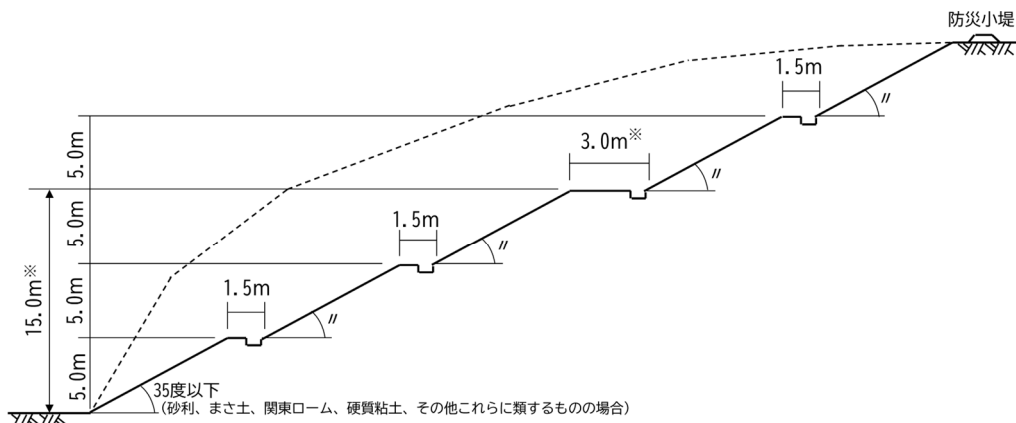 防災小堤
1.5m
〃
5.0m
3.0m※
〃
5.0m
1.5m
〃
15.0m※
5.0m
1.5m
〃
5.0m
35度以下
（砂利、まさ土、関東ローム、硬質粘土、その他これらに類するものの場合）